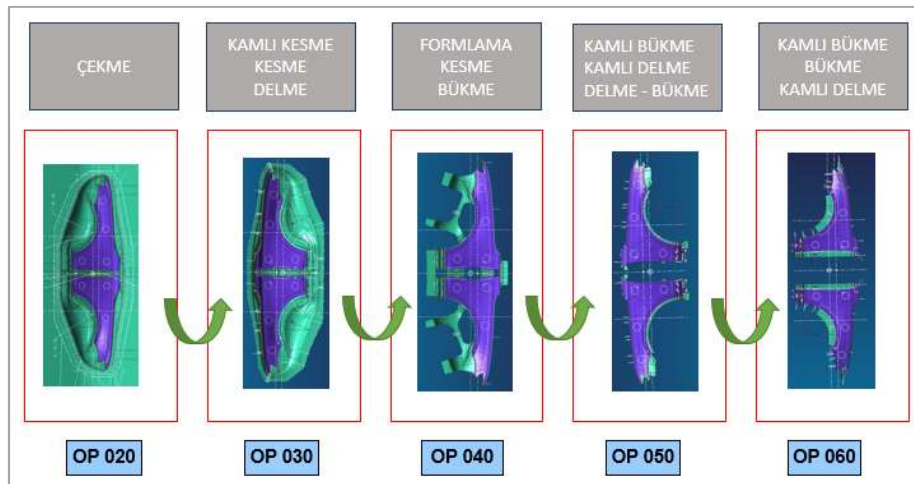 ÇEKME
KAMLI KESME
KESME
DELME
FORMLAMA
KESME
BÜKME
KAMLI BÜKME
KAMLI DELME
DELME - BÜKME
KAMLI BÜKME
BÜKME
KAMLI DELME
OP 020
OP 030
OP 040
OP 050
OP 060